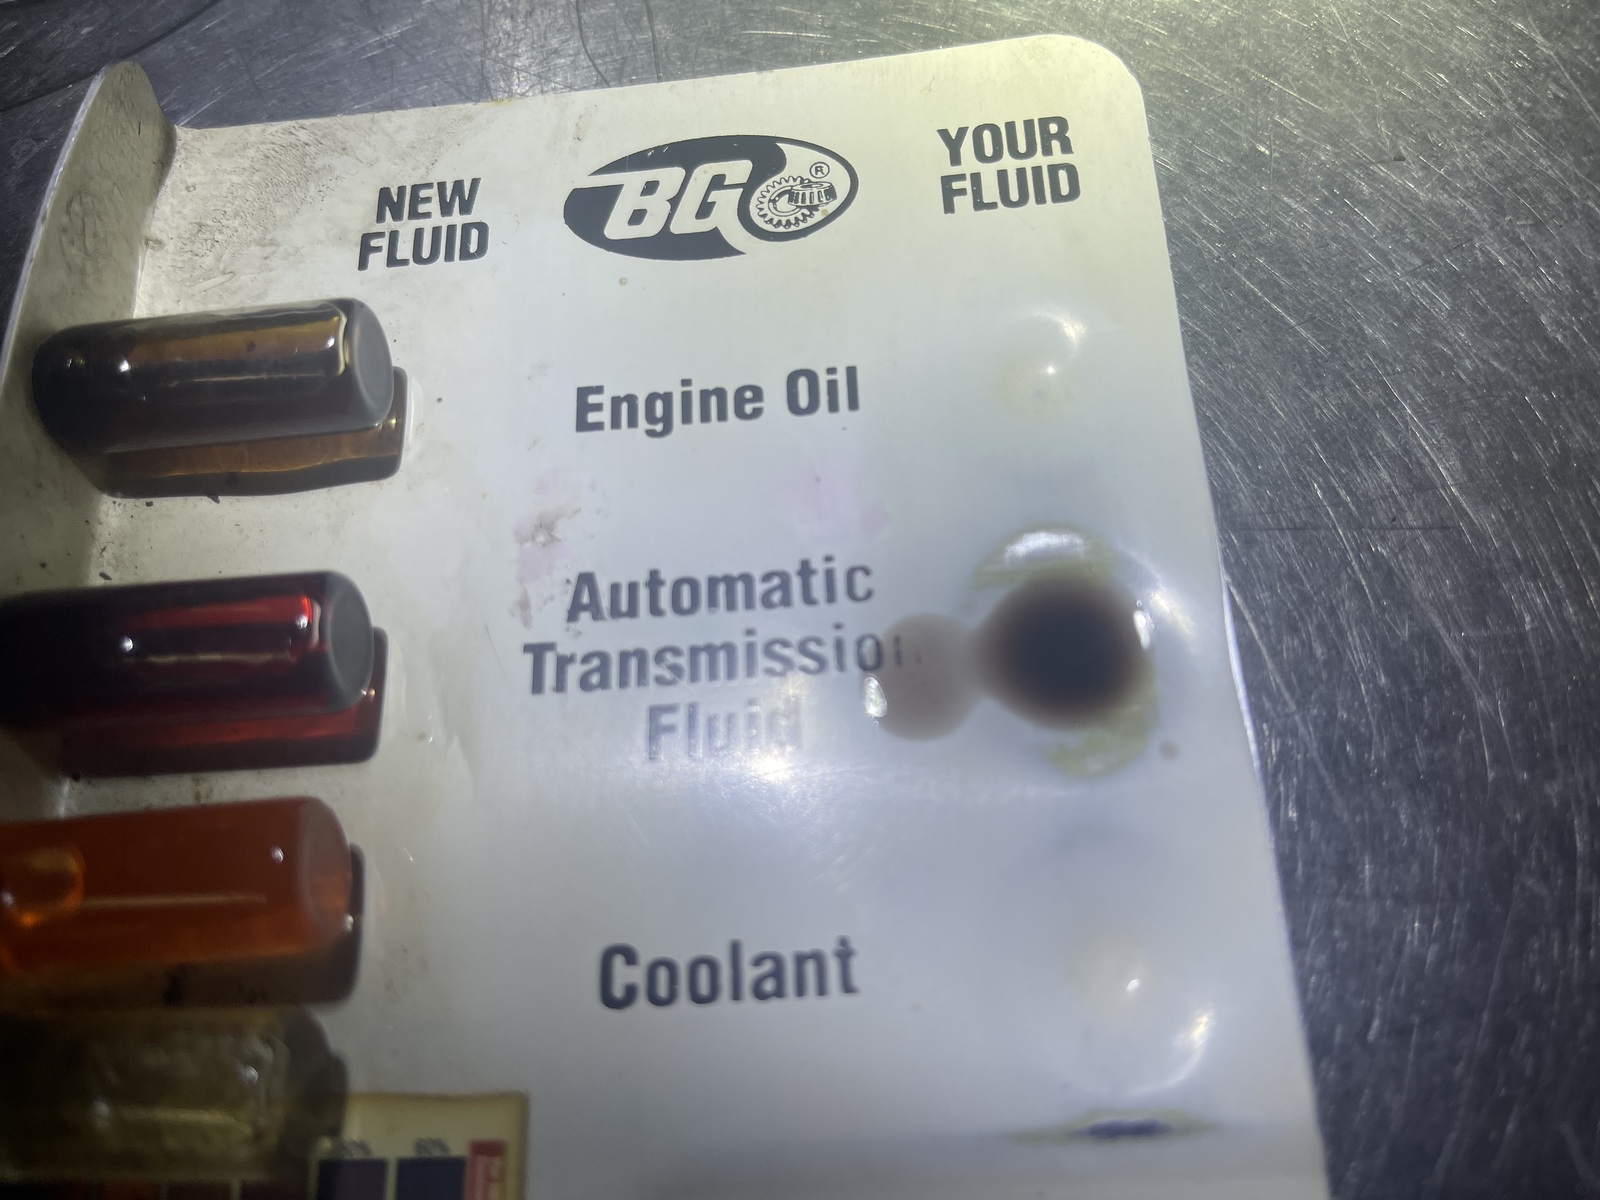 NEW
FLUID
BG
®
YOUR
FLUID
Engine Oil
Automatic
Transmission
Fluid
Coolant